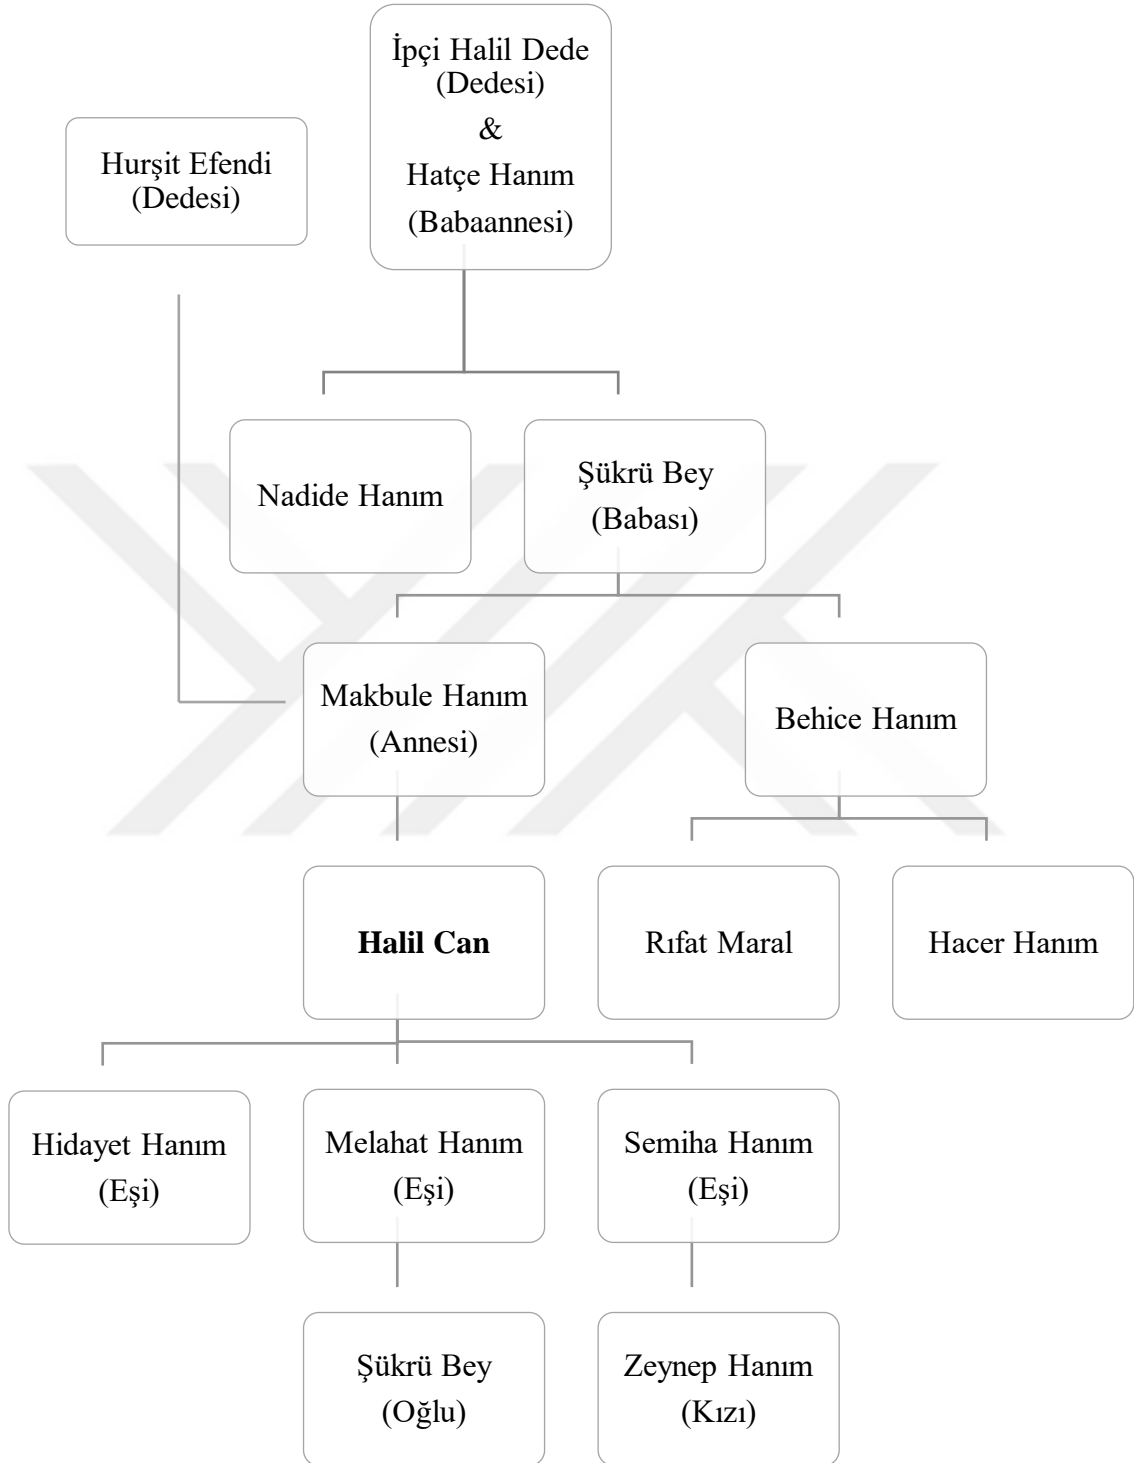 İpçi Halil Dede
(Dedesi)
&
Hatçe Hanım
(Babaannesi)
Hurşit Efendi
(Dedesi)
Nadide Hanım
Şükrü Bey
(Babası)
Makbule Hanım
(Annesi)
Behice Hanım
Halil Can
Rıfat Maral
Hacer Hanım
Hidayet Hanım
(Eşi)
Melahat Hanım
(Eşi)
Semiha Hanım
(Eşi)
Şükrü Bey
(Oğlu)
Zeynep Hanım
(Kızı)